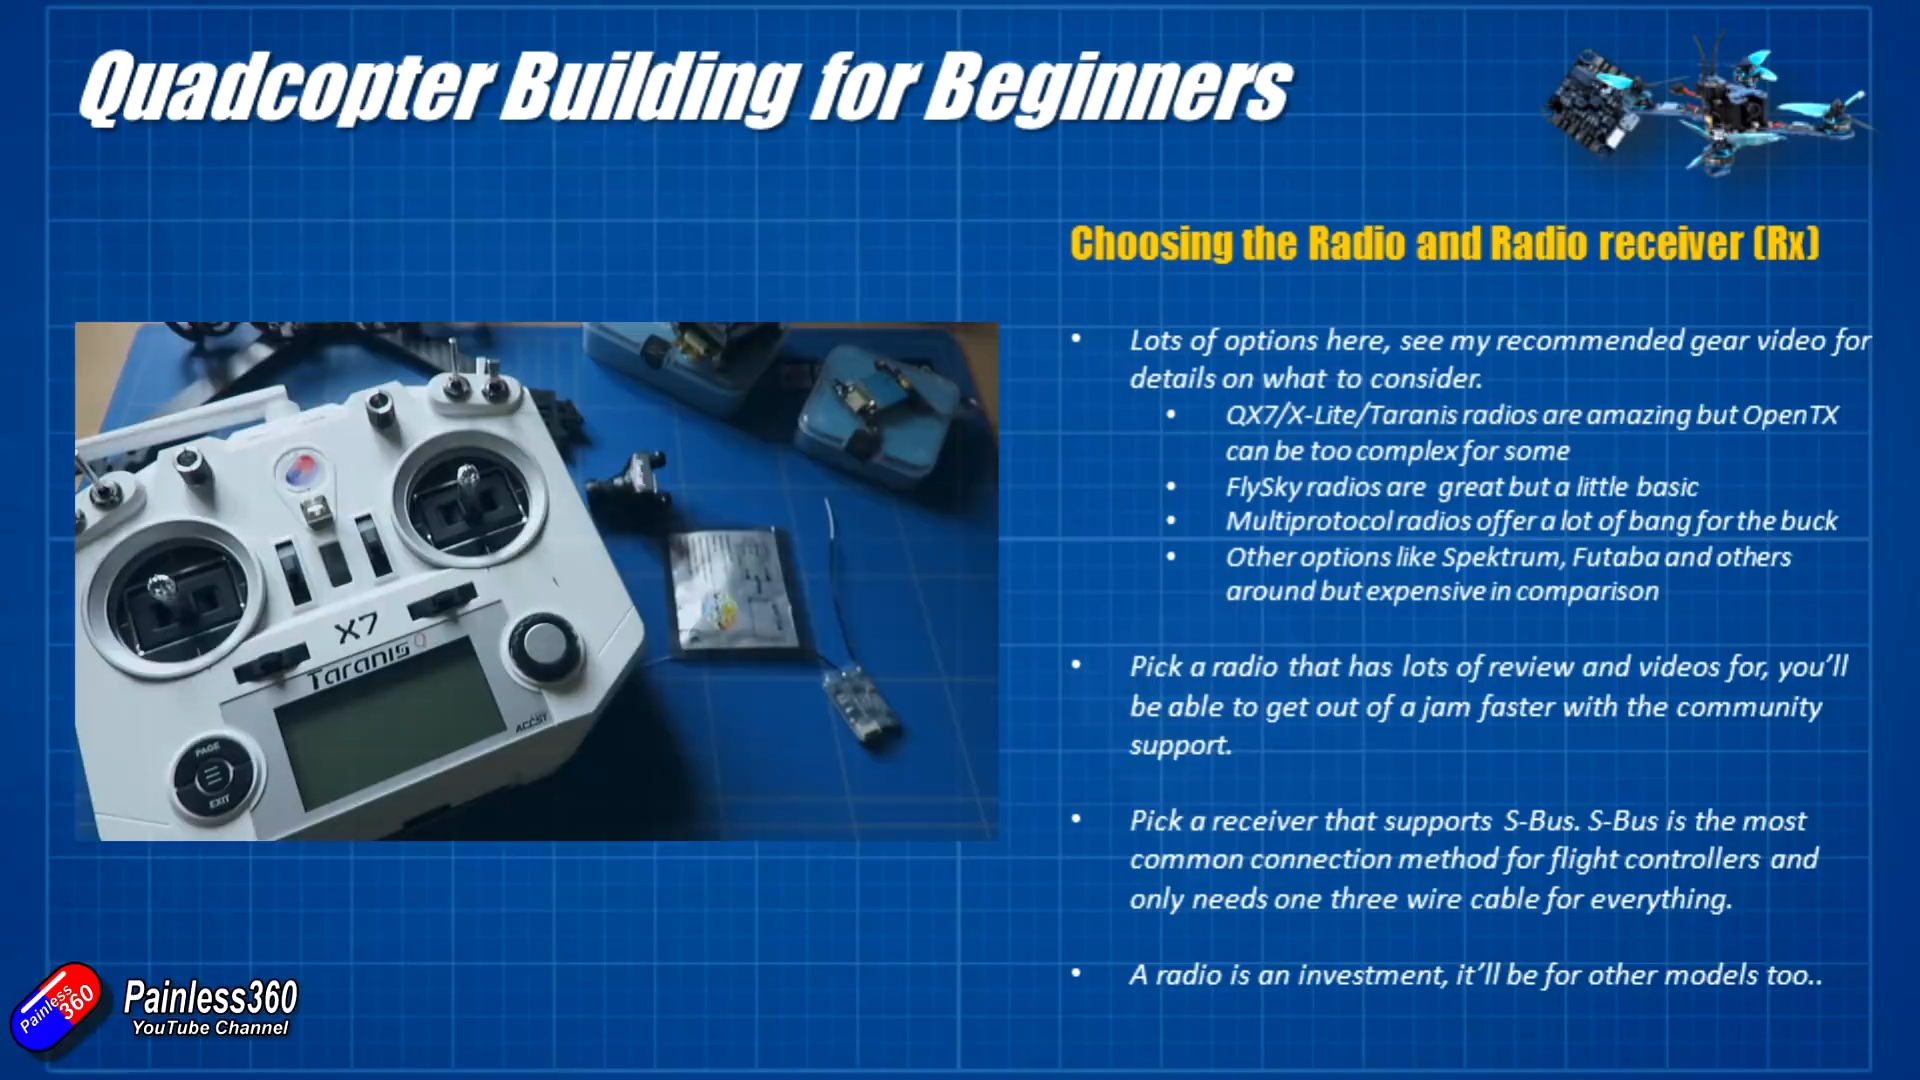 Quadcopter Building for Beginners
Choosing the Radio and Radio receiver (Rx)
• Lots of options here, see my recommended gear video for
details on what to consider.
• QX7/X-Lite/Taranis radios are amazing but OpenTX
can be too complex for some
• FlySky radios are great but a little basic
• Multiprotocol radios offer a lot of bang for the buck
• Other options like Spektrum, Futaba and others
around but expensive in comparison
• Pick a radio that has lots of review and videos for, you'll
be able to get out of a jam faster with the community
support.
• Pick a receiver that supports S-Bus. S-Bus is the most
common connection method for flight controllers and
only needs one three wire cable for everything.
• A radio is an investment, it'll be for other models too..
X7
Taranis Q
ACCST
PAGE
EXIT
Painless
360
Painless360
YouTube Channel